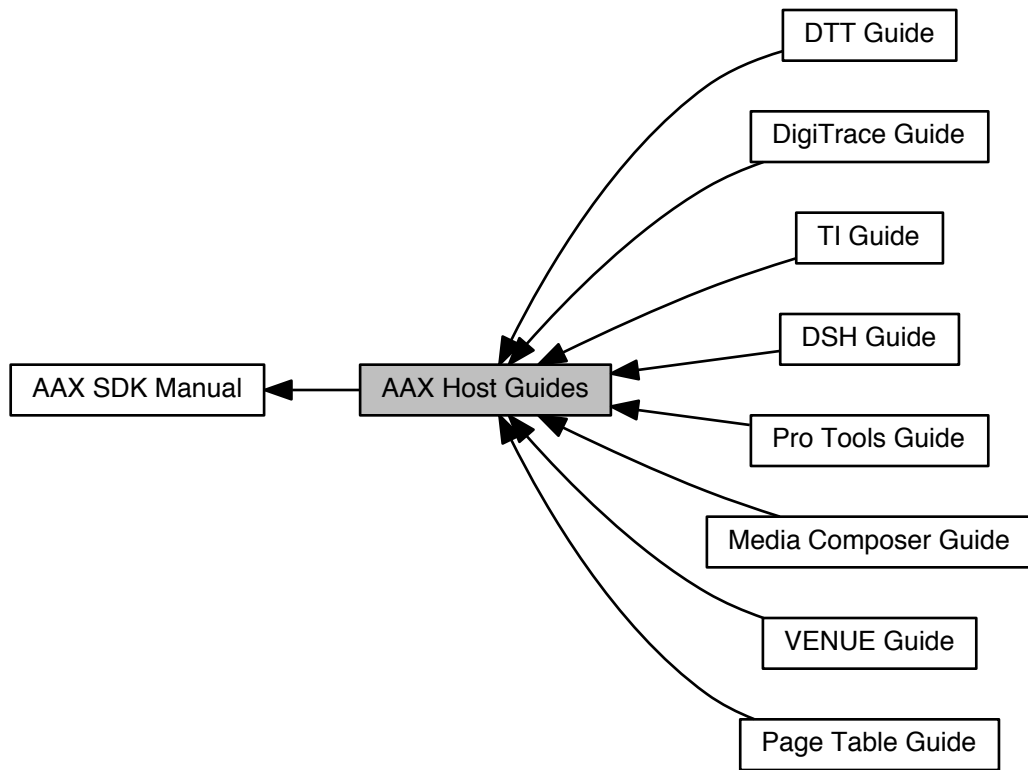 DTT Guide
DigiTrace Guide
TI Guide
DSH Guide
AAX SDK Manual
AAX Host Guides
Pro Tools Guide
Media Composer Guide
VENUE Guide
Page Table Guide